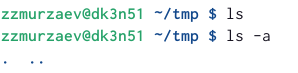 zzmurzaev@dk3n51 ~/tmp $ ls
zzmurzaev@dk3n51 ~/tmp $ ls -a
.  ..